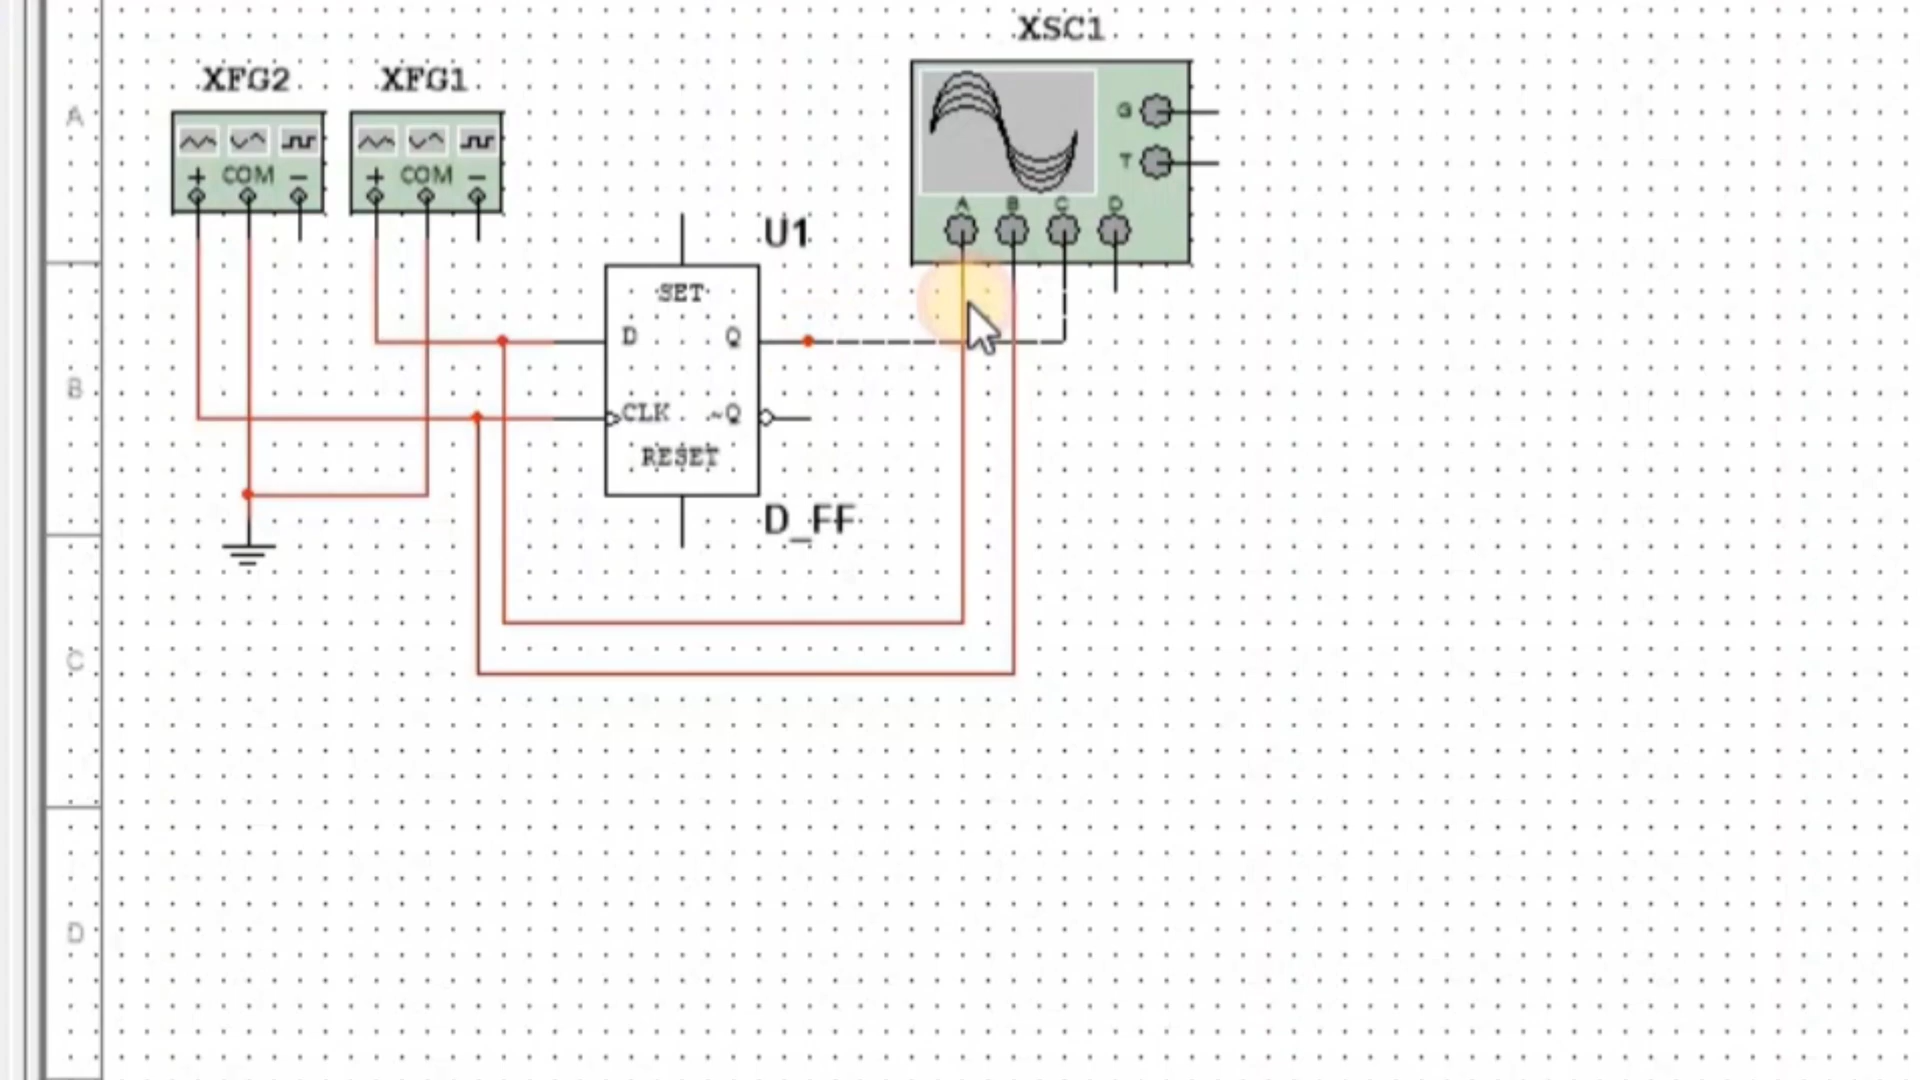 XSC1
XFG2 XFG1
A
G
T
+ COM − + COM −
A B C D
U1
SET
D Q
B
CLK ~Q
RESET
D_FF
C
D